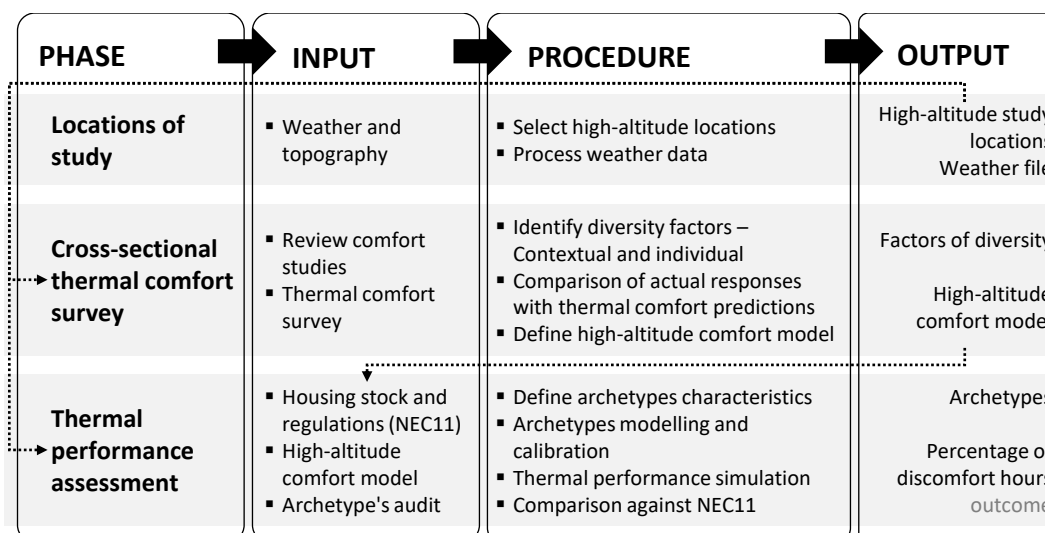 PHASE
INPUT
PROCEDURE
OUTPUT
Locations of
study
▪ Weather and
topography
▪ Select high-altitude locations
▪ Process weather data
High-altitude study
locations
Weather file
Cross-sectional
thermal comfort
survey
▪ Review comfort
studies
▪ Thermal comfort
survey
▪ Identify diversity factors –
Contextual and individual
▪ Comparison of actual responses
with thermal comfort predictions
▪ Define high-altitude comfort model
Factors of diversity
High-altitude
comfort model
Thermal
performance
assessment
▪ Housing stock and
regulations (NEC11)
▪ High-altitude
comfort model
▪ Archetype's audit
▪ Define archetypes characteristics
▪ Archetypes modelling and
calibration
▪ Thermal performance simulation
▪ Comparison against NEC11
Archetypes
Percentage o
discomfort hours
outcome